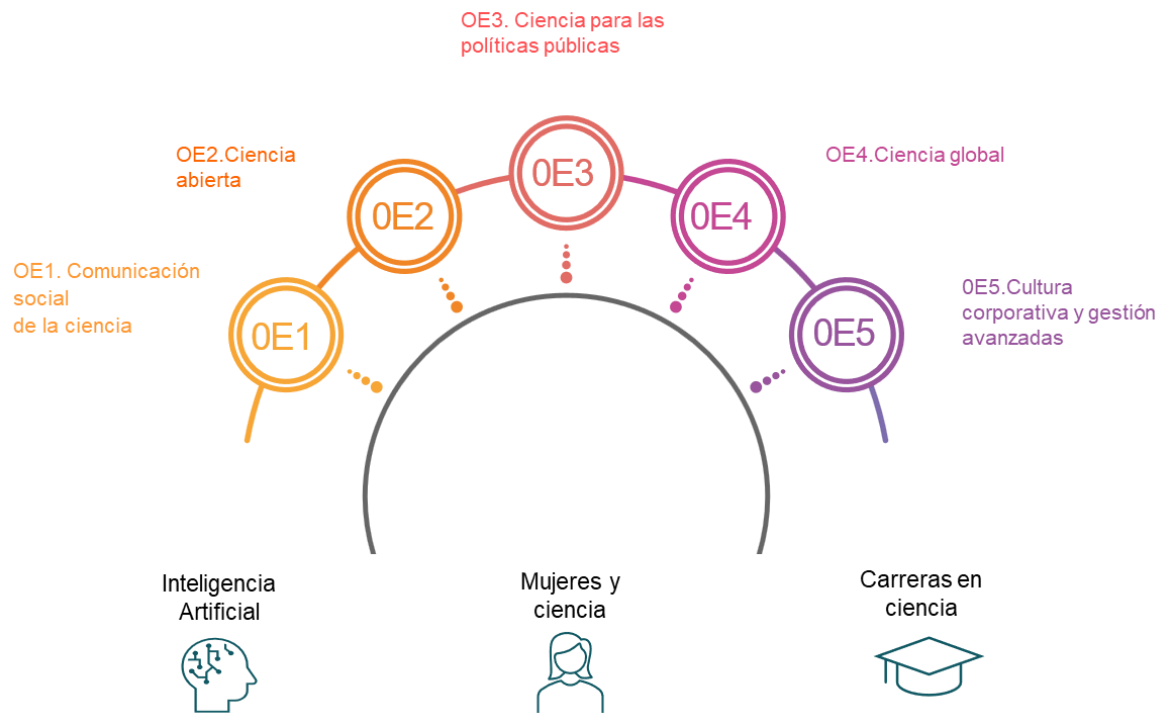 OE3. Ciencia para las
políticas públicas
OE2.Ciencia
abierta
OE4.Ciencia global
OE1. Comunicación
social
de la ciencia
0E5.Cultura
corporativa y gestión
avanzadas
0E1
0E2
0E3
0E4
0E5
Inteligencia
Artificial
Mujeres y
ciencia
Carreras en
ciencia